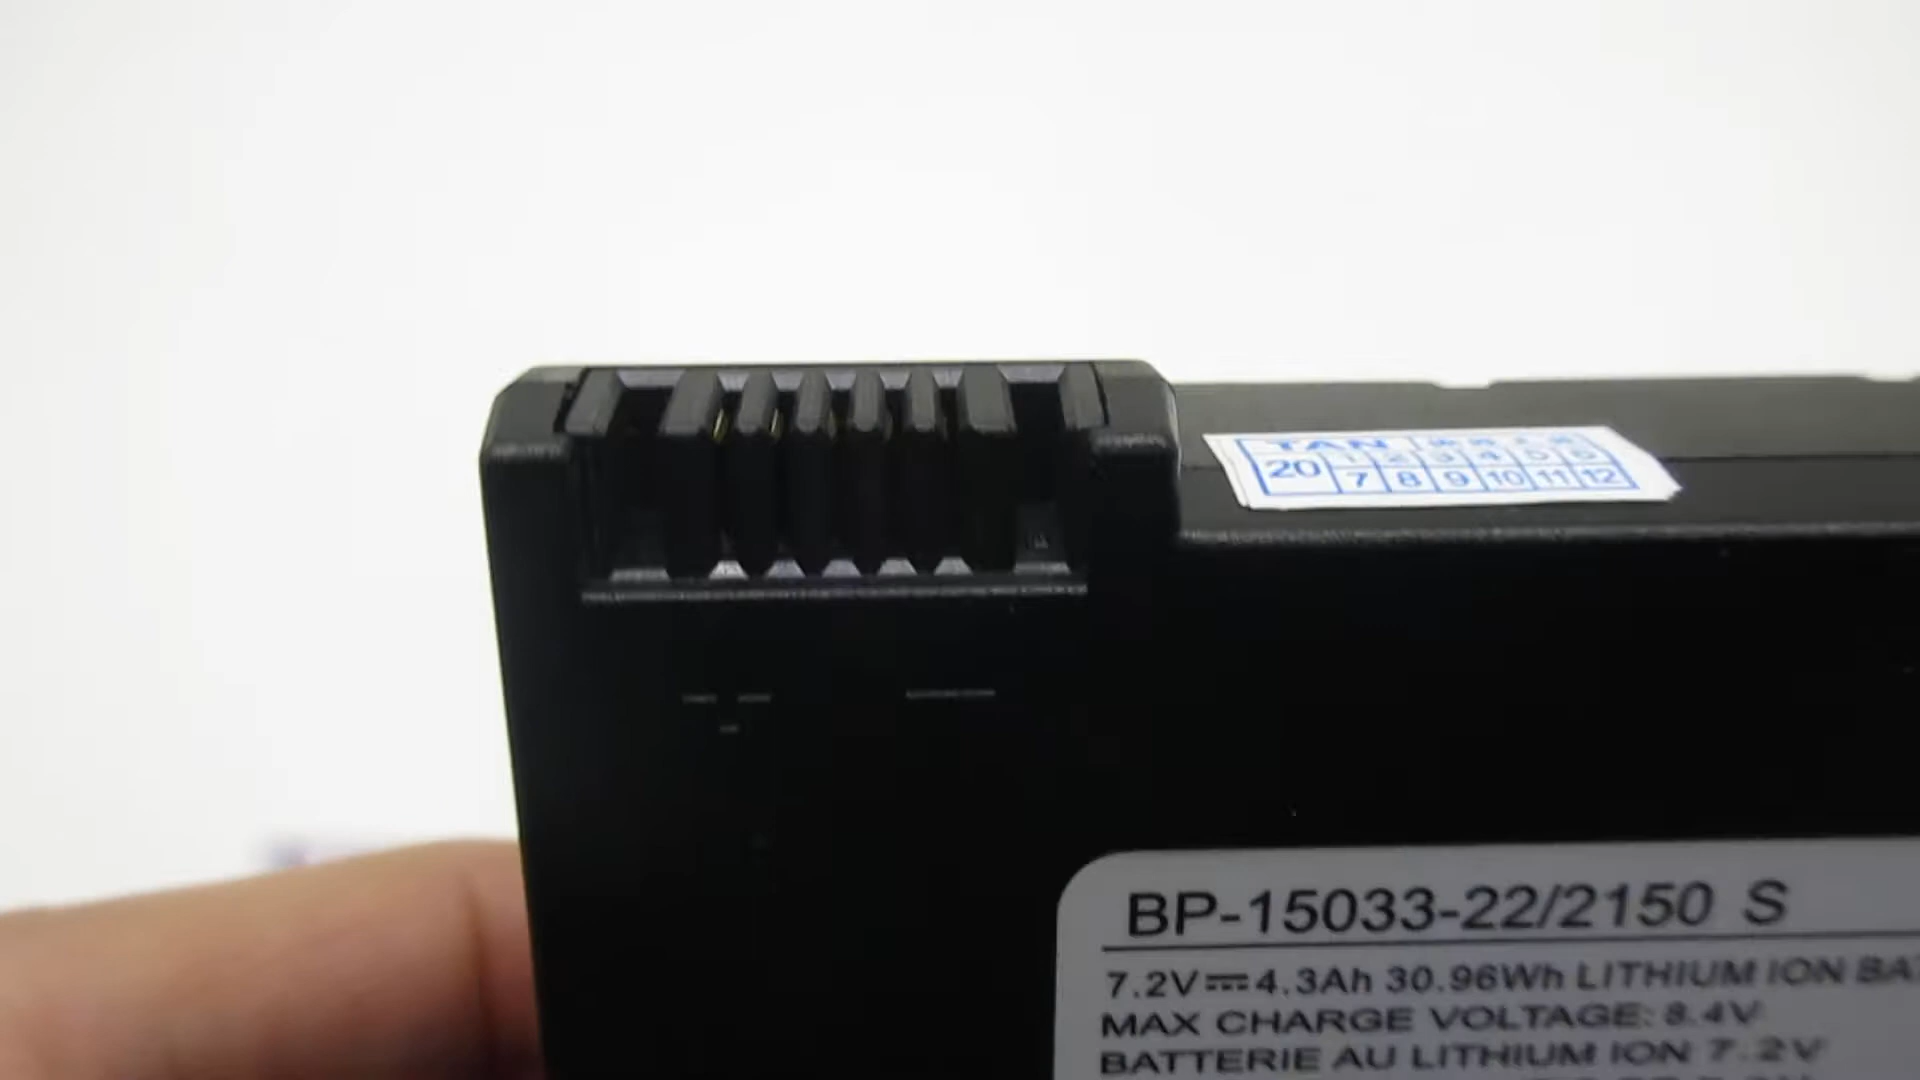 TAN
20 1 2 3 4 5 6
7 8 9 10 11 12
BP-15033-22/2150 S
7.2V⎓4.3Ah 30.96Wh LITHIUM ION
MAX CHARGE VOLTAGE: 8.4V
BATTERIE AU LITHIUM ION 7.2V